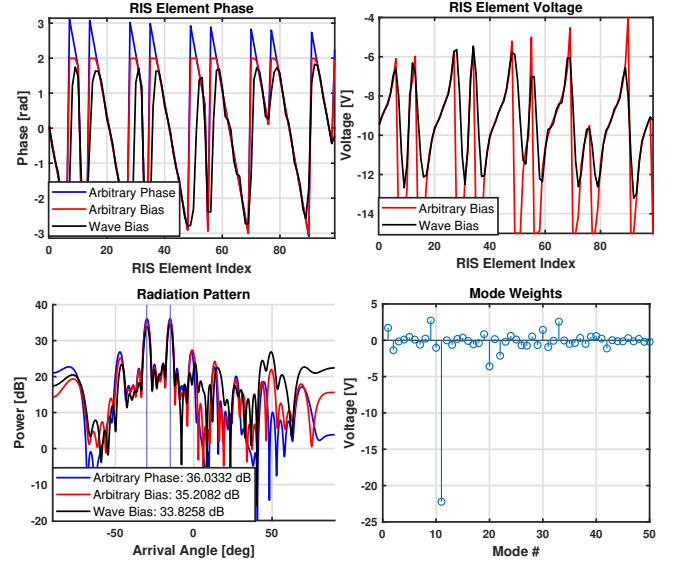 RIS Element Phase
3
2
1
0
-1
-2
-3
Phase [rad]
0 20 40 60 80
RIS Element Index
Arbitrary Phase
Arbitrary Bias
Wave Bias
RIS Element Voltage
-4
-6
-8
-10
-12
-14
Voltage [V]
0 20 40 60 80
RIS Element Index
Arbitrary Bias
Wave Bias
Radiation Pattern
40
30
20
10
0
-10
-20
Power [dB]
-50 0 50
Arrival Angle [deg]
Arbitrary Phase: 36.0332 dB
Arbitrary Bias: 35.2082 dB
Wave Bias: 33.8258 dB
Mode Weights
5
0
-5
-10
-15
-20
-25
Voltage [V]
0 10 20 30 40 50
Mode #